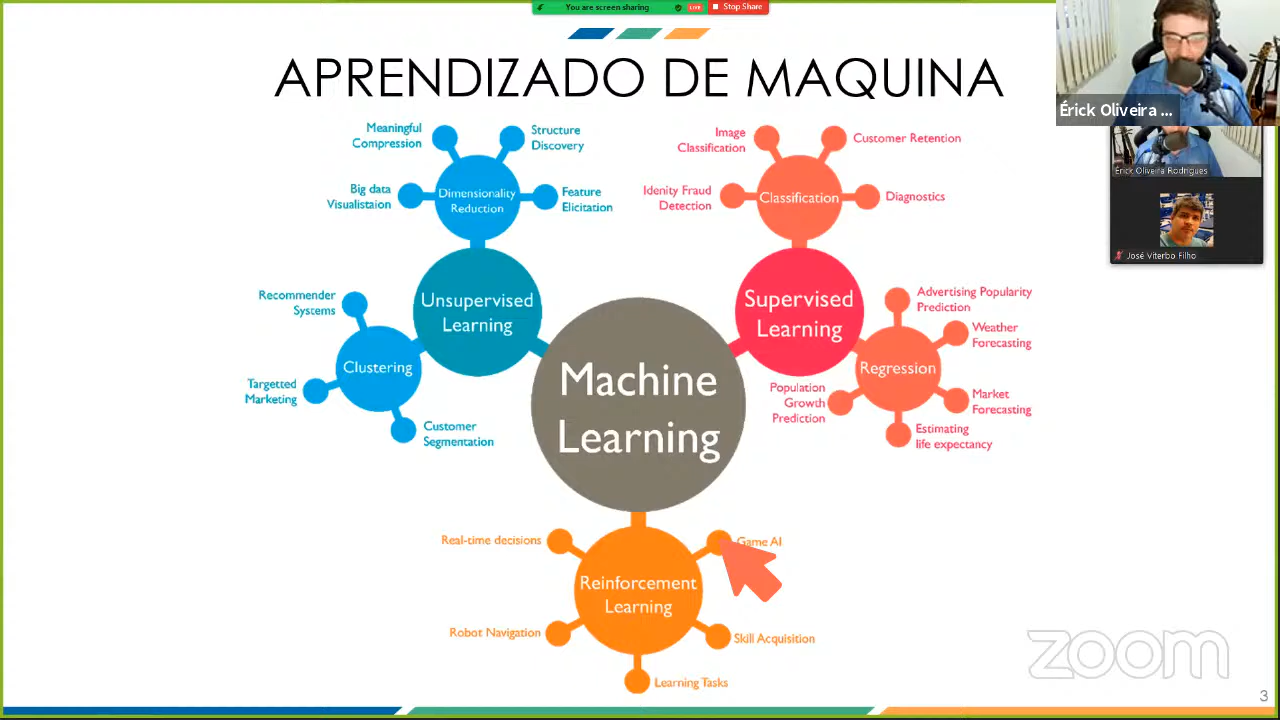 You are screen sharing
LIVE
Stop Share
APRENDIZADO DE MAQUINA
Érick Oliveira ...
Érick Oliveira Rodrigues
José Viterbo Filho
Meaningful
Compression
Structure
Discovery
Big data
Visualistaion
Dimensionality
Reduction
Feature
Elicitation
Image
Classification
Customer Retention
Idenity Fraud
Detection
Classification
Diagnostics
Unsupervised
Learning
Supervised
Learning
Recommender
Systems
Clustering
Targetted
Marketing
Customer
Segmentation
Machine
Learning
Advertising Popularity
Prediction
Weather
Forecasting
Regression
Population
Growth
Prediction
Market
Forecasting
Estimating
life expectancy
Real-time decisions
Game AI
Reinforcement
Learning
Robot Navigation
Skill Acquisition
Learning Tasks
zoom
3